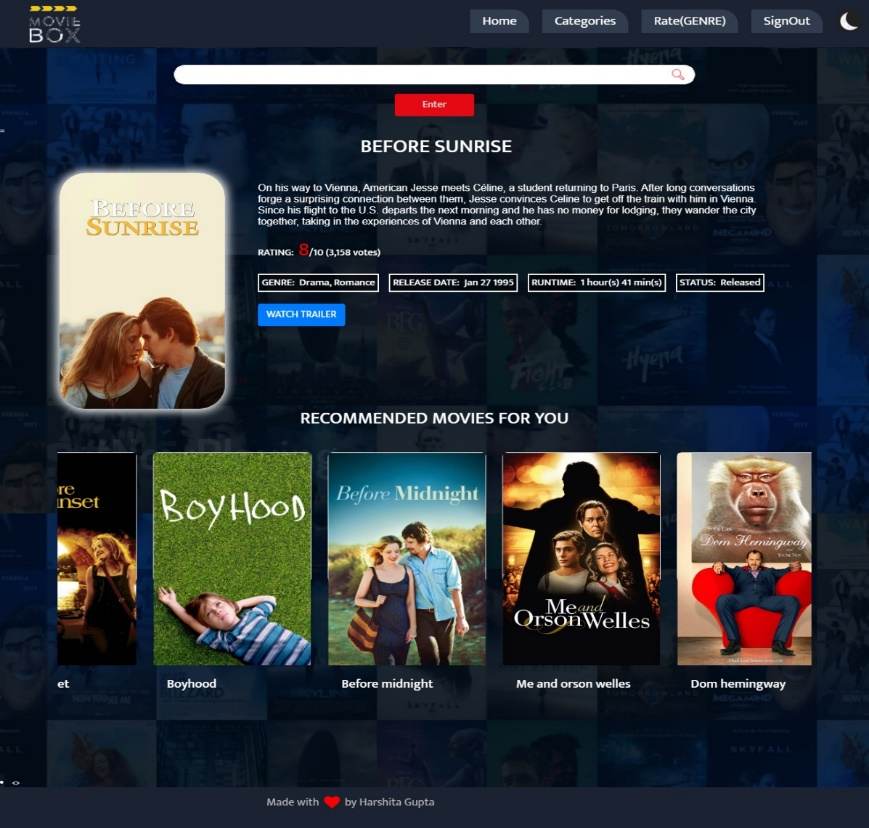 MOVIE
BOX
Home
Categories
Rate(GENRE)
SignOut
Enter
BEFORE SUNRISE
BEFORE
SUNRISE
On his way to Vienna, American Jesse meets Céline, a student returning to Paris. After long conversations
forge a surprising connection between them, Jesse convinces Celine to get off the train with him in Vienna.
Since his flight to the U.S. departs the next morning and he has no money for lodging, they wander the city
together, taking in the experiences of Vienna and each other.
RATING: 8/10 (3,158 votes)
GENRE: Drama, Romance
RELEASE DATE: Jan 27 1995
RUNTIME: 1 hour(s) 41 min(s)
STATUS: Released
WATCH TRAILER
RECOMMENDED MOVIES FOR YOU
re
nset
BOYHOOD
Before Midnight
Me and
Orson Welles
Dom Hemingway
et
Boyhood
Before midnight
Me and orson welles
Dom hemingway
Made with ❤ by Harshita Gupta